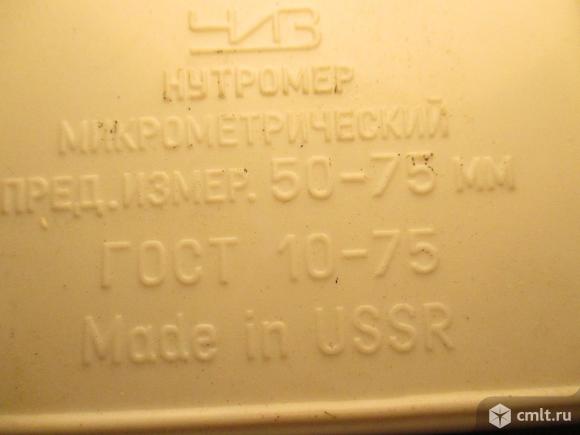 ЧИЗ
НУТРОМЕР
МИКРОМЕТРИЧЕСКИЙ
ПРЕД.ИЗМЕР. 50-75 ММ
ГОСТ 10-75
Made in USSR
cmlt.ru